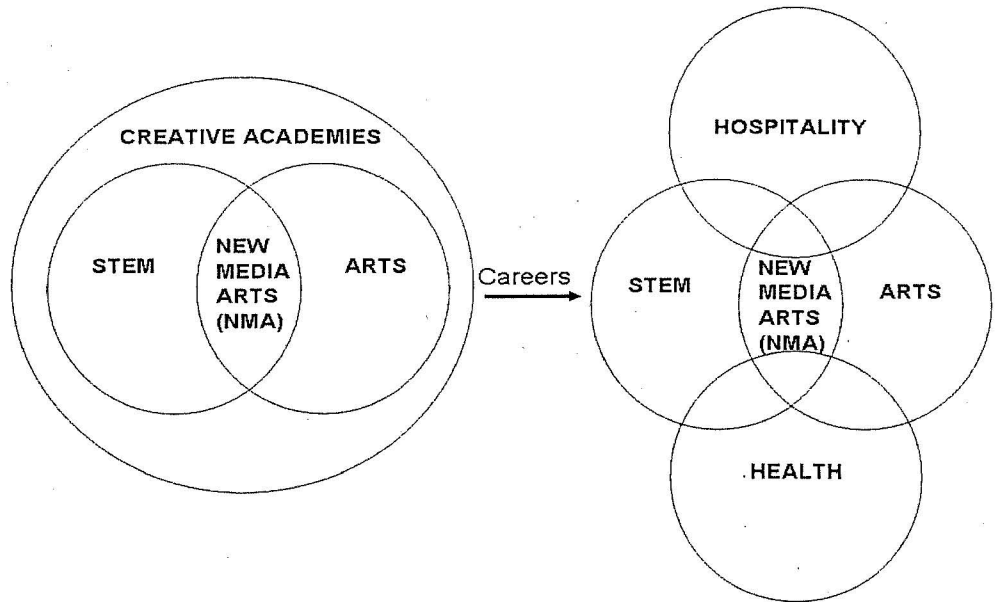 CREATIVE ACADEMIES
STEM
NEW
MEDIA
ARTS
(NMA)
ARTS
Careers
HOSPITALITY
STEM
NEW
MEDIA
ARTS
(NMA)
ARTS
HEALTH